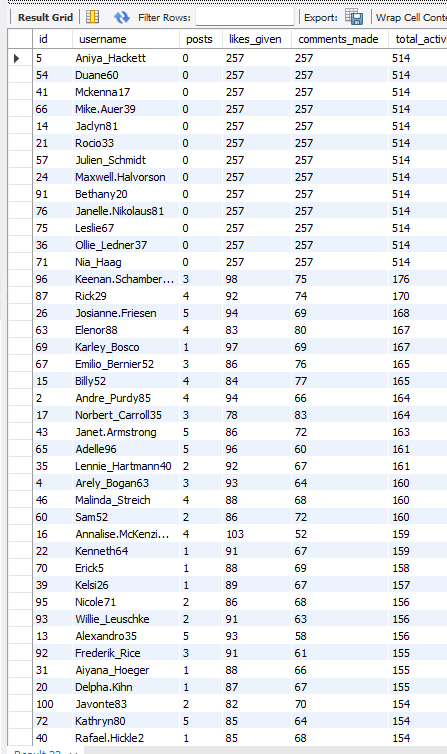 Result Grid Filter Rows: Export: Wrap Cell Conte
id username posts likes_given comments_made total_activi
5 Aniya_Hackett 0 257 257 514
54 Duane60 0 257 257 514
41 Mckenna17 0 257 257 514
66 Mike.Auer39 0 257 257 514
14 Jaclyn81 0 257 257 514
21 Rocio33 0 257 257 514
57 Julien_Schmidt 0 257 257 514
24 Maxwell.Halvorson 0 257 257 514
91 Bethany20 0 257 257 514
76 Janelle.Nikolaus81 0 257 257 514
75 Leslie67 0 257 257 514
36 Ollie_Ledner37 0 257 257 514
71 Nia_Haag 0 257 257 514
96 Keenan.Schamber... 3 98 75 176
87 Rick29 4 92 74 170
26 Josianne.Friesen 5 94 69 168
63 Elenor88 4 83 80 167
69 Karley_Bosco 1 97 69 167
67 Emilio_Bernier52 3 86 76 165
15 Billy52 4 84 77 165
2 Andre_Purdy85 4 94 66 164
17 Norbert_Carroll35 3 78 83 164
43 Janet.Armstrong 5 86 72 163
65 Adelle96 5 96 60 161
35 Lennie_Hartmann40 2 92 67 161
4 Arely_Bogan63 3 93 64 160
46 Malinda_Streich 4 88 68 160
60 Sam52 2 86 72 160
16 Annalise.McKenzi... 4 103 52 159
22 Kenneth64 1 91 67 159
70 Erick5 1 88 69 158
39 Kelsi26 1 89 67 157
95 Nicole71 2 86 68 156
93 Willie_Leuschke 2 91 63 156
13 Alexandro35 5 93 58 156
92 Frederik_Rice 3 91 61 155
31 Aiyana_Hoeger 1 88 66 155
20 Delpha.Kihn 1 87 67 155
100 Javonte83 2 82 70 154
72 Kathryn80 5 85 64 154
40 Rafael.Hickle2 1 85 68 154